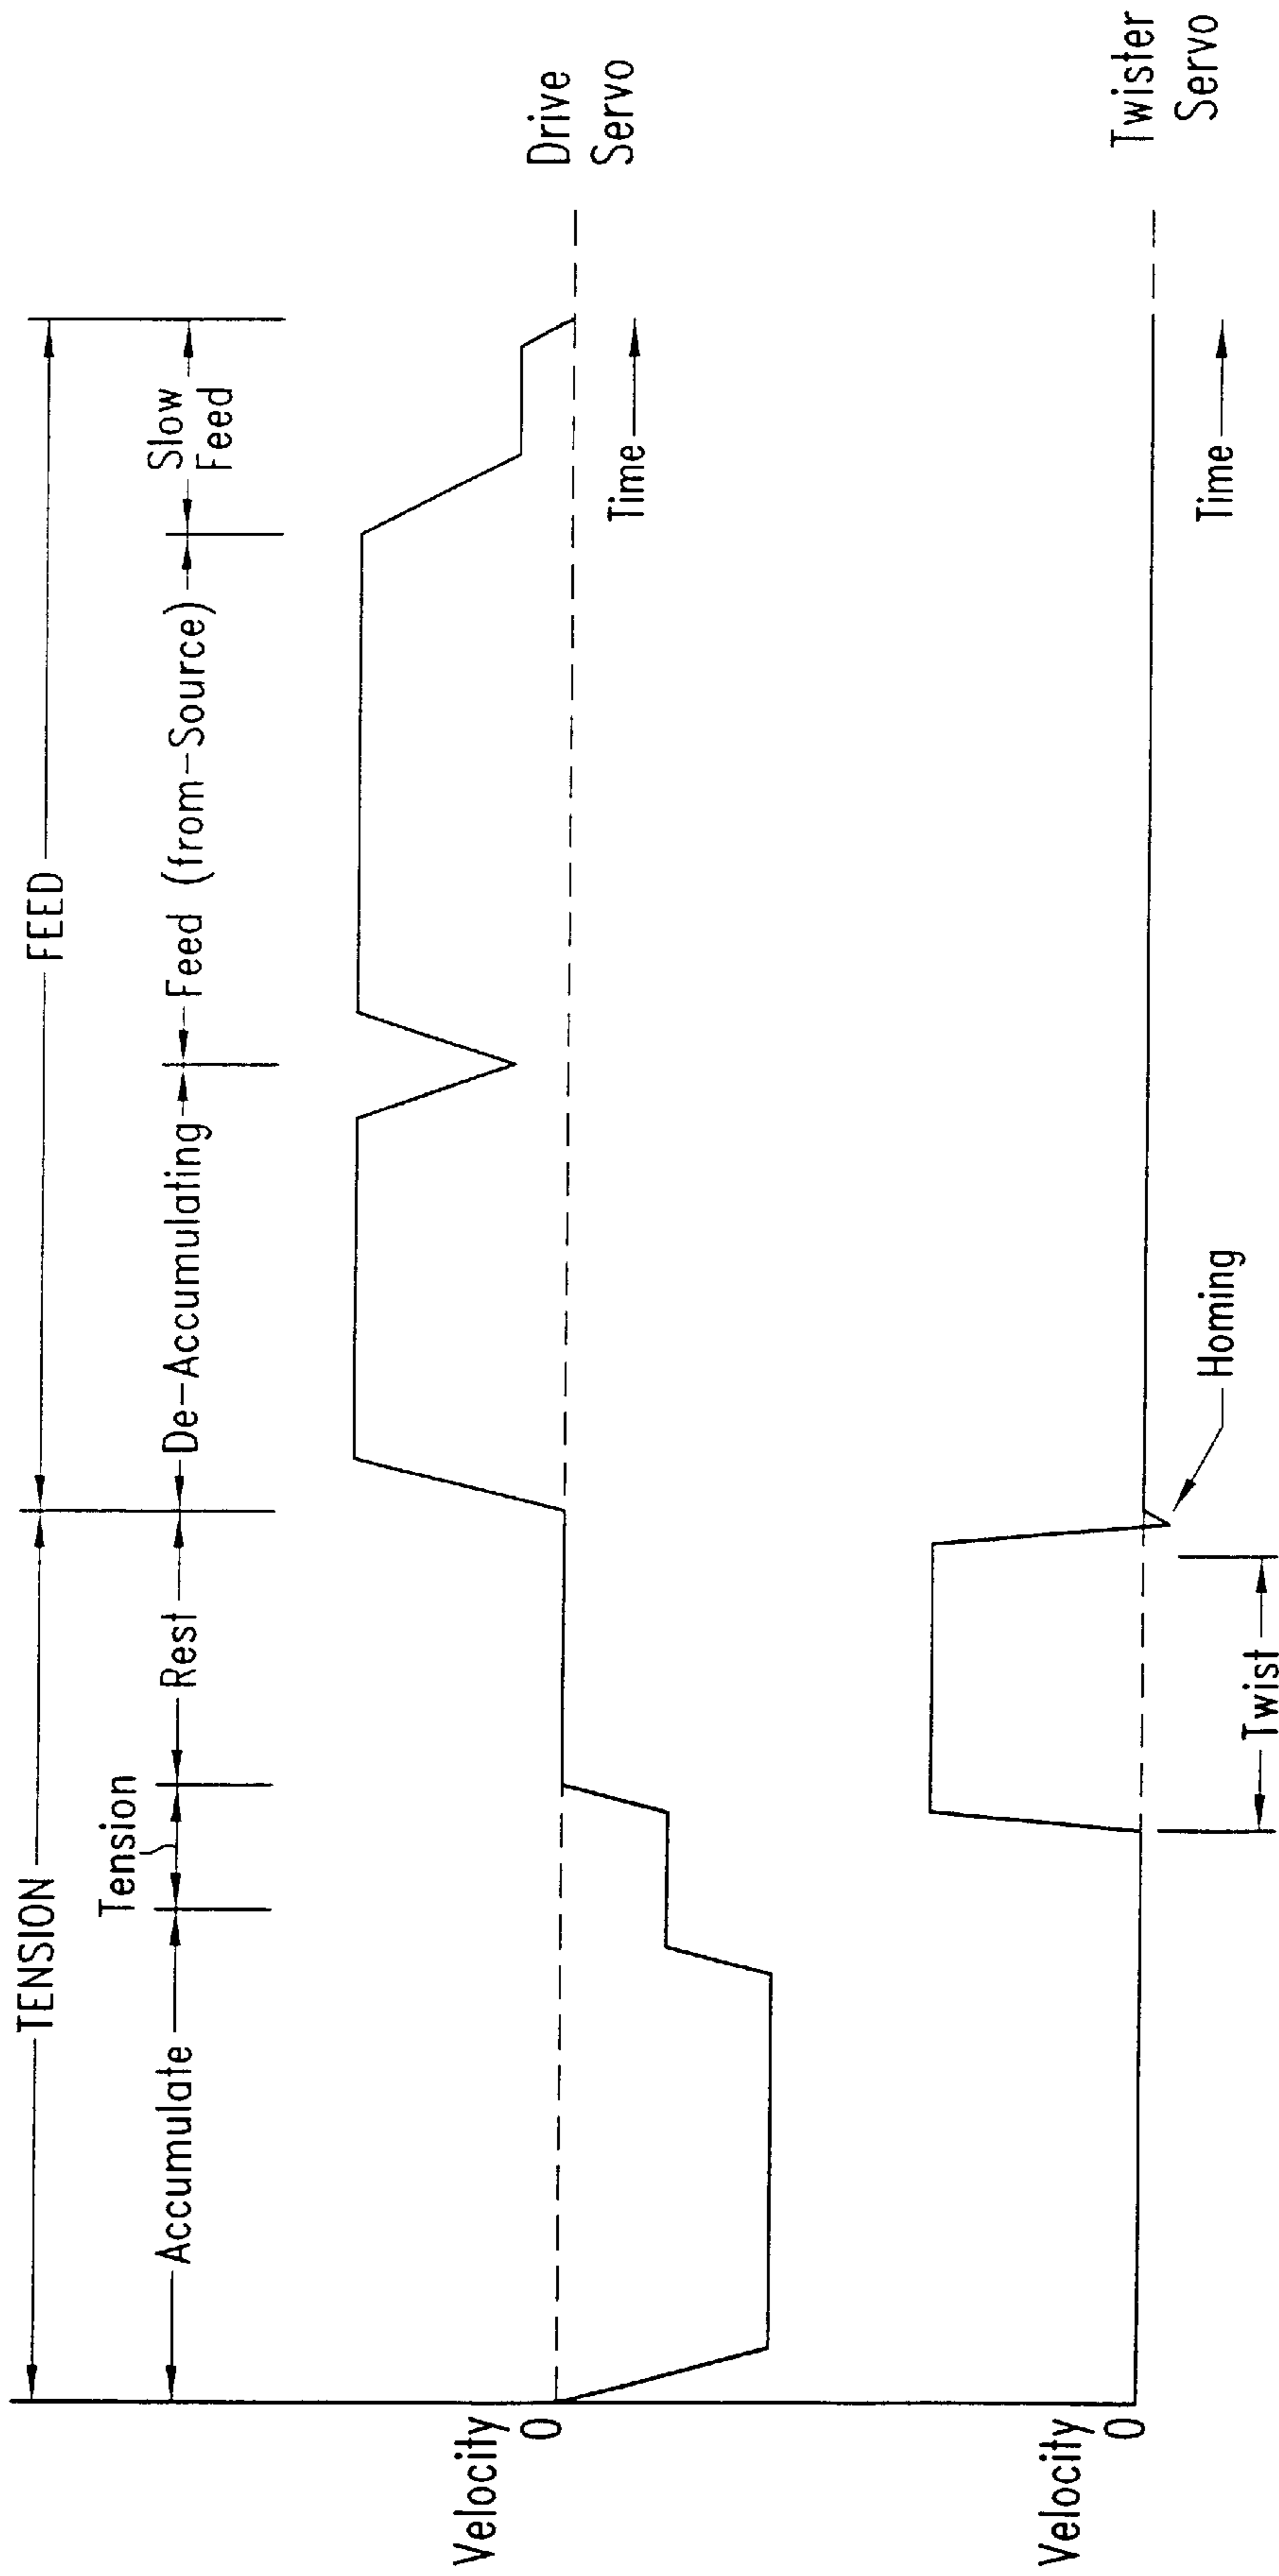 TENSION
FEED
Accumulate
Tension
Rest
De-Accumulating
Feed (from-Source)
Slow
Feed
Velocity
0
Drive
Servo
Time
Velocity
0
Twister
Servo
Time
Homing
Twist